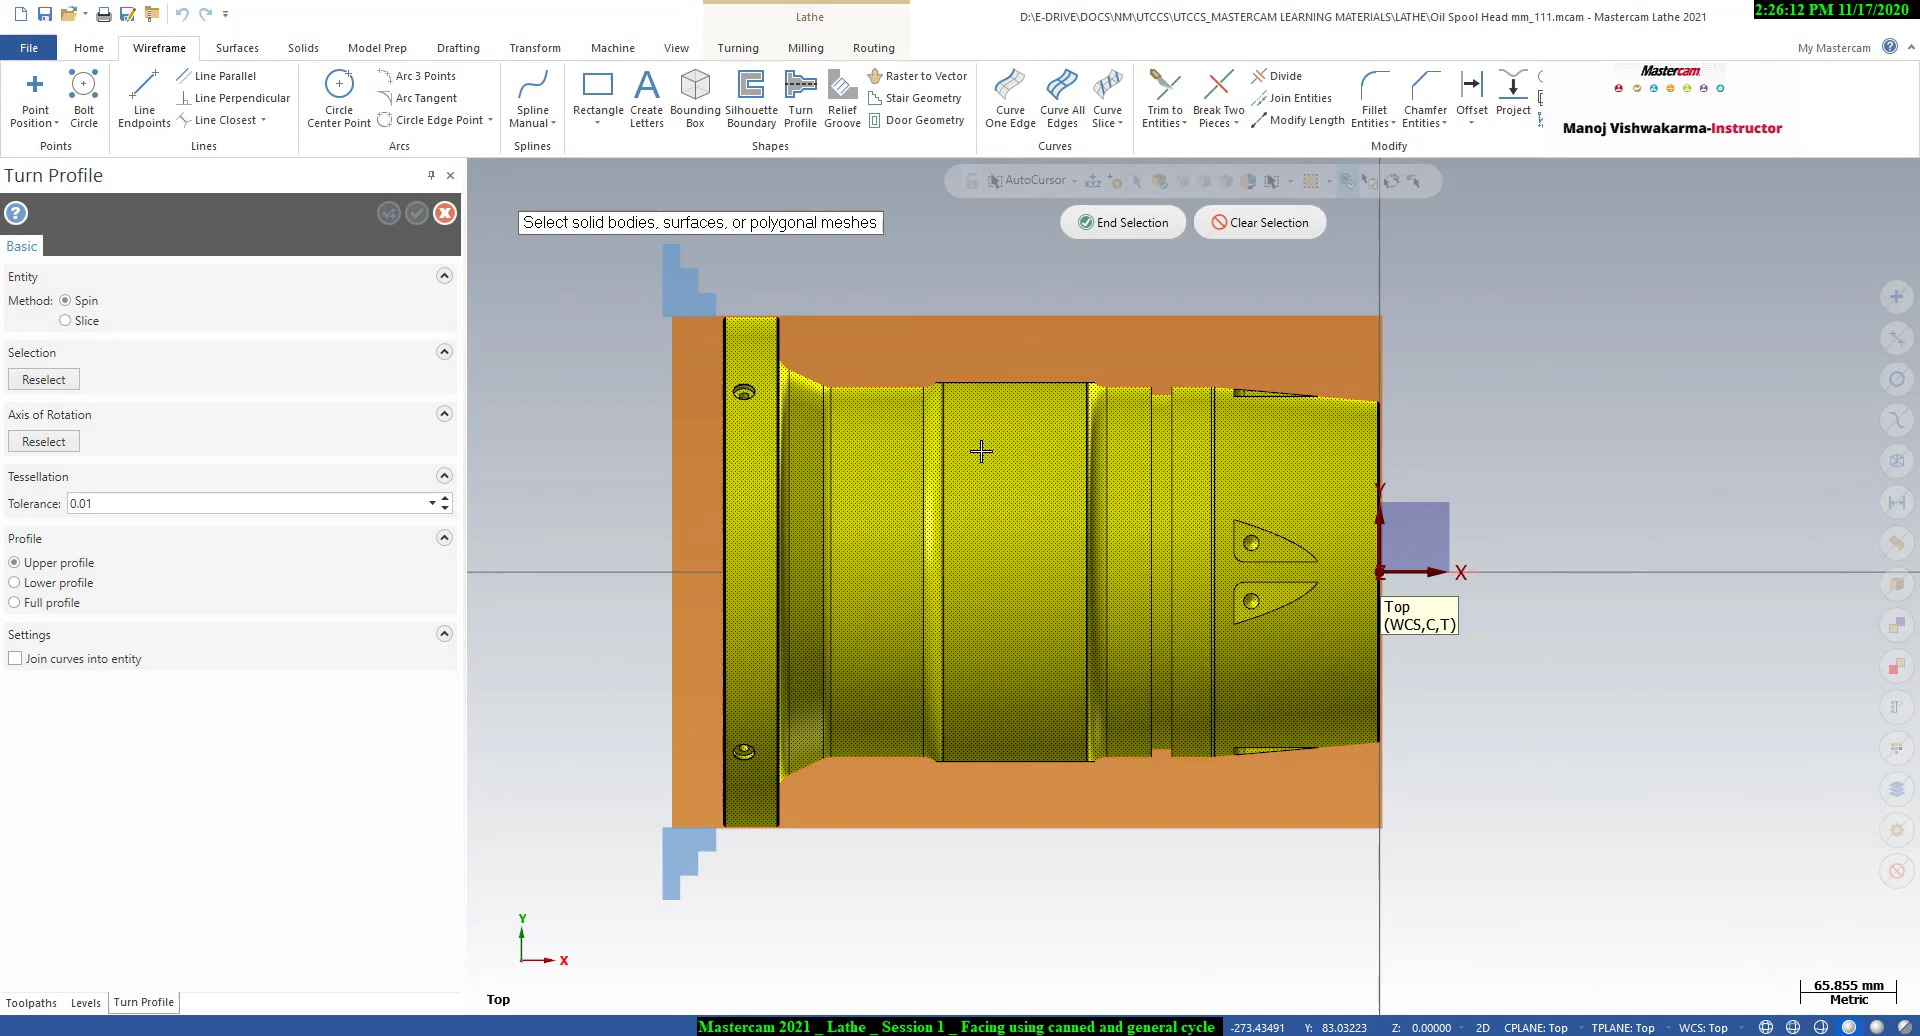 Lathe
D:\E-DRIVE\DOCS\NM\UTCCS\UTCCS_MASTERCAM LEARNING MATERIALS\LATHE\Oil Spool Head mm_111.mcam - Mastercam Lathe 2021
2:26:12 PM 11/17/2020
File Home Wireframe Surfaces Solids Model Prep Drafting Transform Machine View Turning Milling Routing
My Mastercam
Point Position
Bolt Circle
Line Endpoints
Line Parallel
Line Perpendicular
Line Closest
Circle Center Point
Arc 3 Points
Arc Tangent
Circle Edge Point
Spline Manual
Rectangle
Create Letters
Bounding Box
Silhouette Boundary
Turn Profile
Relief Groove
Raster to Vector
Stair Geometry
Door Geometry
Curve One Edge
Curve All Edges
Curve Slice
Trim to Entities
Break Two Pieces
Divide
Join Entities
Modify Length
Fillet Entities
Chamfer Entities
Offset
Project
Mastercam
Manoj Vishwakarma-Instructor
Points Lines Arcs Splines Shapes Curves Modify
Turn Profile
Basic
Entity
Method: Spin
Slice
Selection
Reselect
Axis of Rotation
Reselect
Tessellation
Tolerance: 0.01
Profile
Upper profile
Lower profile
Full profile
Settings
Join curves into entity
AutoCursor
Select solid bodies, surfaces, or polygonal meshes
End Selection
Clear Selection
Y
X
Z
Top
(WCS,C,T)
Y
X
Top
65.855 mm
Metric
Toolpaths Levels Turn Profile
Mastercam 2021 _ Lathe _ Session 1 _ Facing using canned and general cycle
-273.43491 Y: 83.03223 Z: 0.00000 2D CPLANE: Top TPLANE: Top WCS: Top